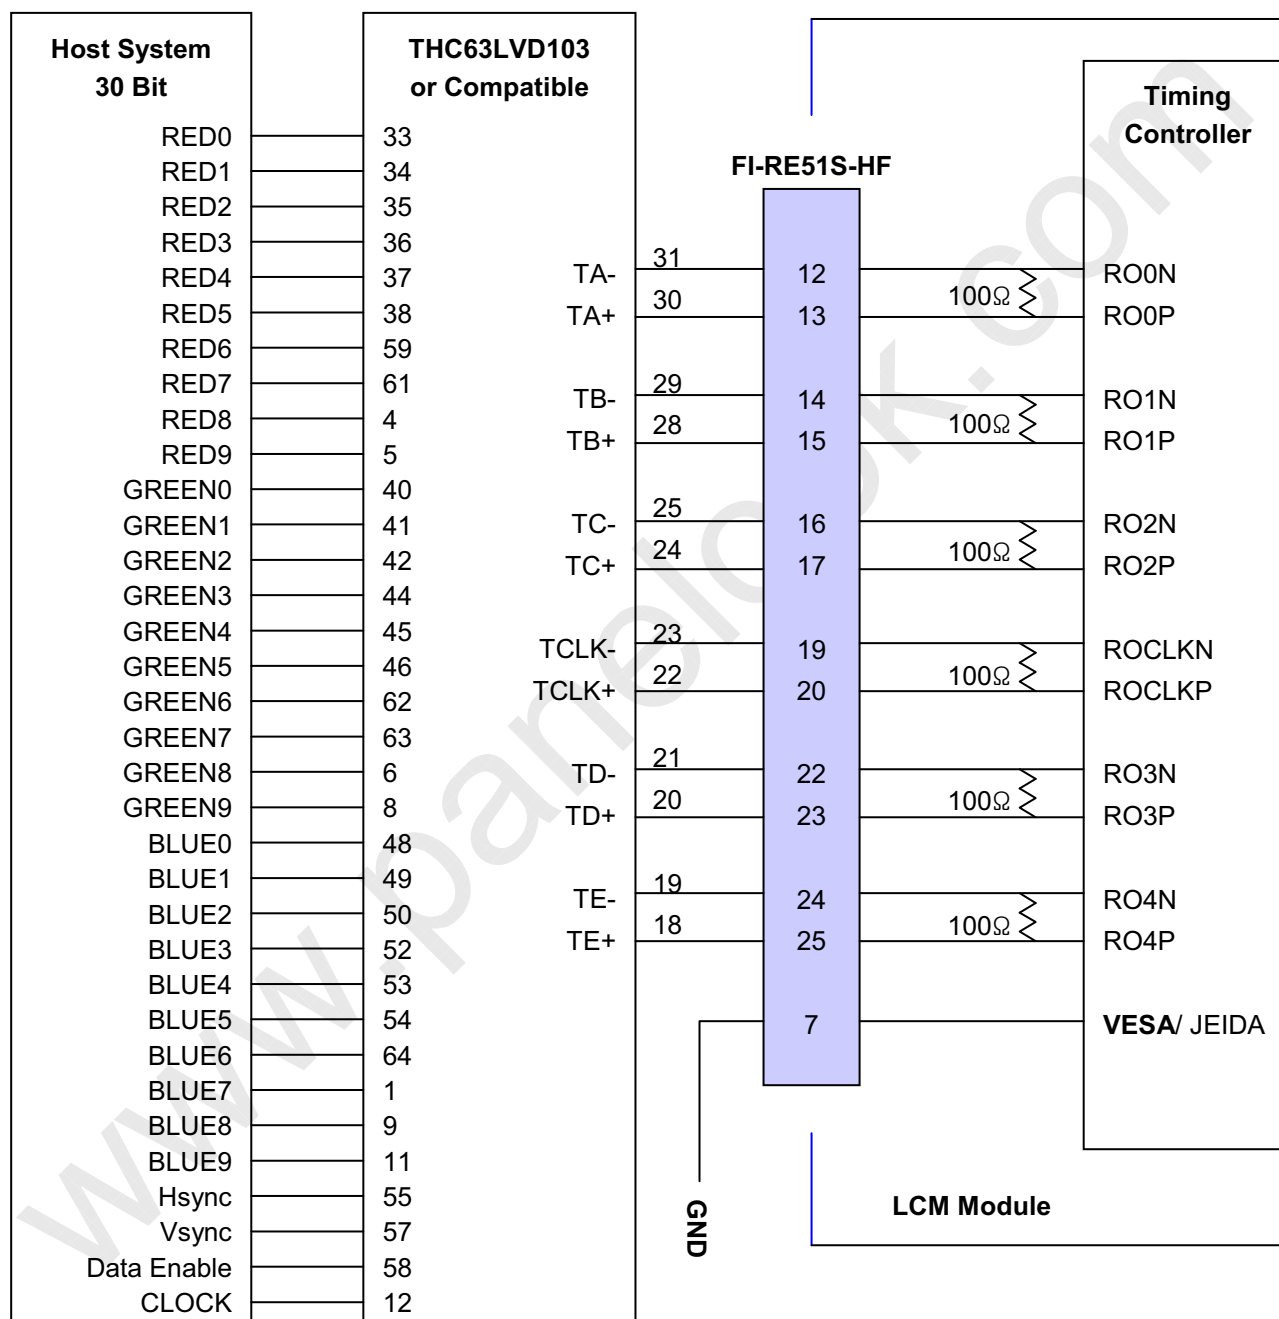 Host System
30 Bit
RED0
RED1
RED2
RED3
RED4
RED5
RED6
RED7
RED8
RED9
GREEN0
GREEN1
GREEN2
GREEN3
GREEN4
GREEN5
GREEN6
GREEN7
GREEN8
GREEN9
BLUE0
BLUE1
BLUE2
BLUE3
BLUE4
BLUE5
BLUE6
BLUE7
BLUE8
BLUE9
Hsync
Vsync
Data Enable
CLOCK
THC63LVD103
or Compatible
33
34
35
36
37
38
59
61
4
5
40
41
42
44
45
46
62
63
6
8
48
49
50
52
53
54
64
1
9
11
55
57
58
12
TA-
TA+
TB-
TB+
TC-
TC+
TCLK-
TCLK+
TD-
TD+
TE-
TE+
31
30
29
28
25
24
23
22
21
20
19
18
GND
FI-RE51S-HF
12
13
14
15
16
17
19
20
22
23
24
25
7
100Ω
100Ω
100Ω
100Ω
100Ω
100Ω
LCM Module
Timing
Controller
RO0N
RO0P
RO1N
RO1P
RO2N
RO2P
ROCLKN
ROCLKP
RO3N
RO3P
RO4N
RO4P
VESA/ JEIDA
www.panelook.com